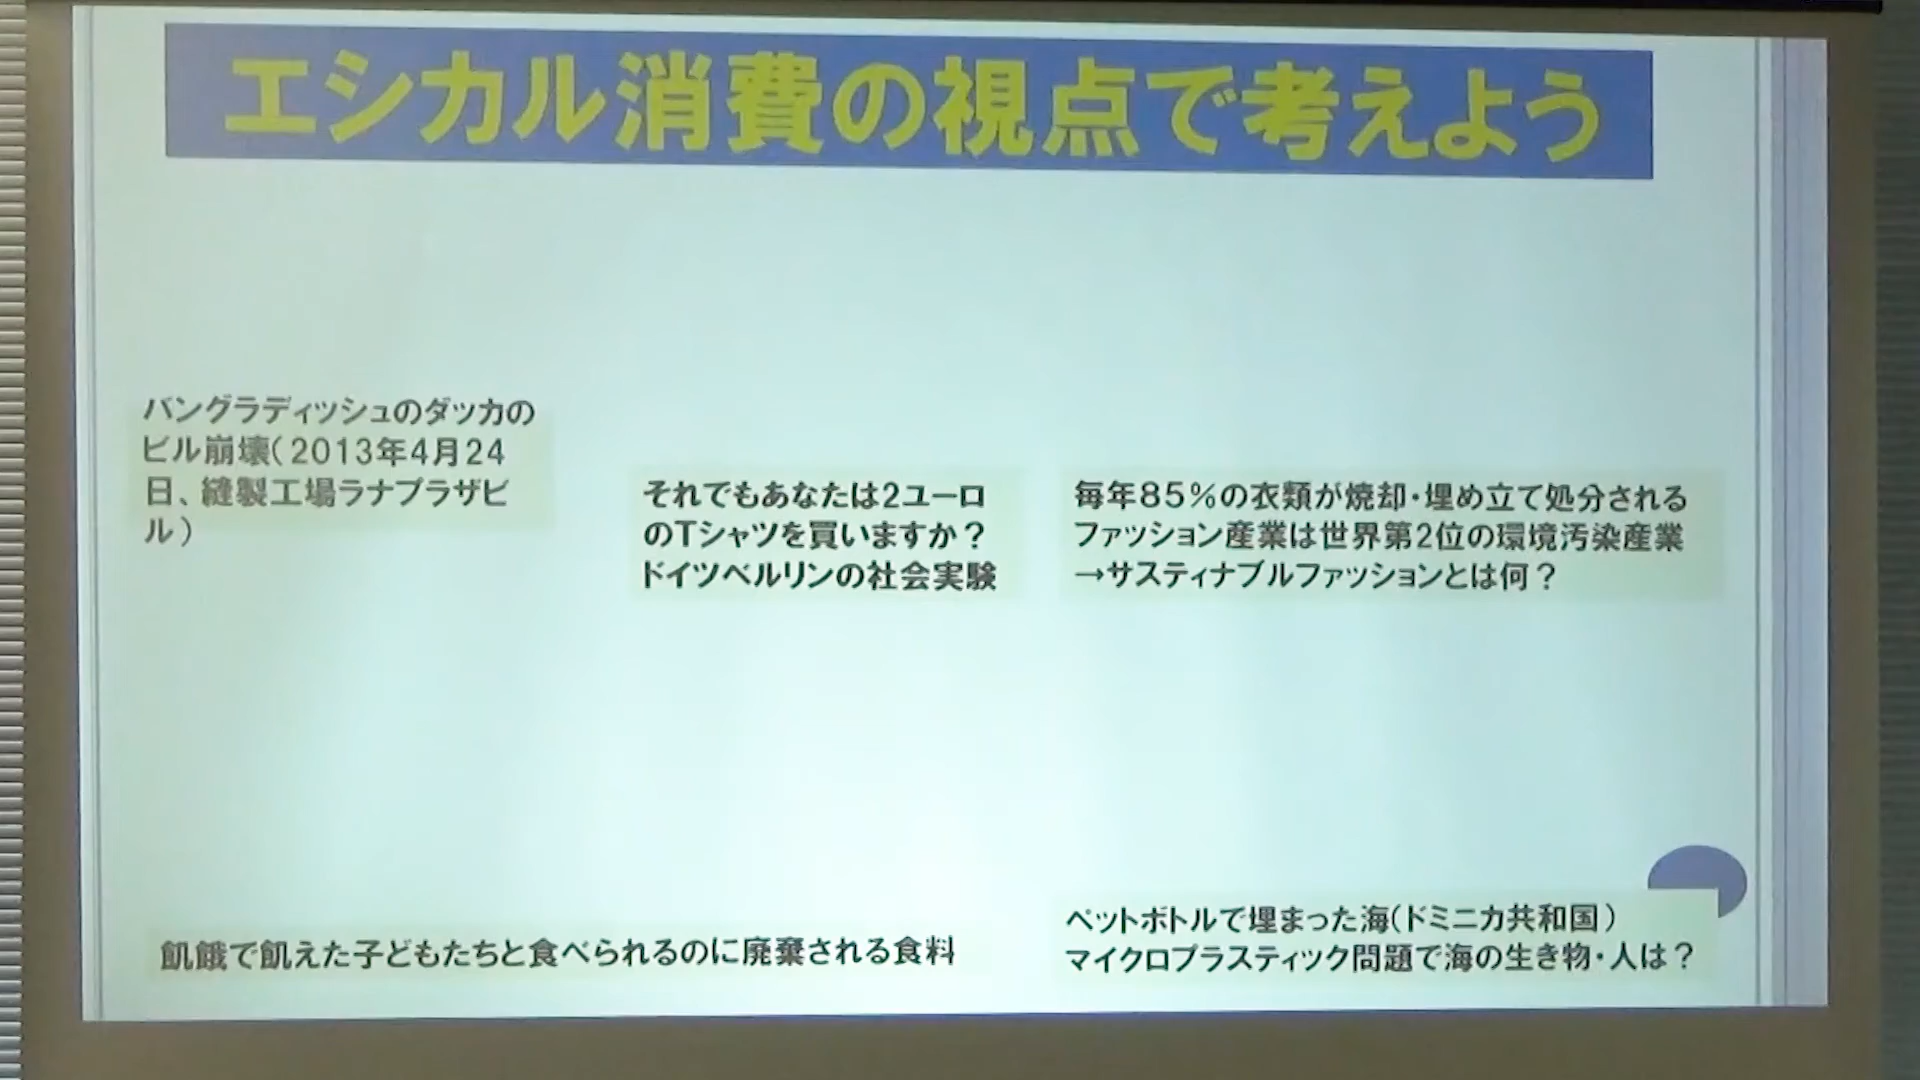 エシカル消費の視点で考えよう
バングラディッシュのダッカの
ビル崩壊（2013年4月24
日、縫製工場ラナプラザビ
ル）
それでもあなたは2ユーロ
のTシャツを買いますか？
ドイツベルリンの社会実験
毎年85％の衣類が焼却・埋め立て処分される
ファッション産業は世界第2位の環境汚染産業
→サスティナブルファッションとは何？
飢餓で飢えた子どもたちと食べられるのに廃棄される食料
ペットボトルで埋まった海（ドミニカ共和国）
マイクロプラスティック問題で海の生き物・人は？